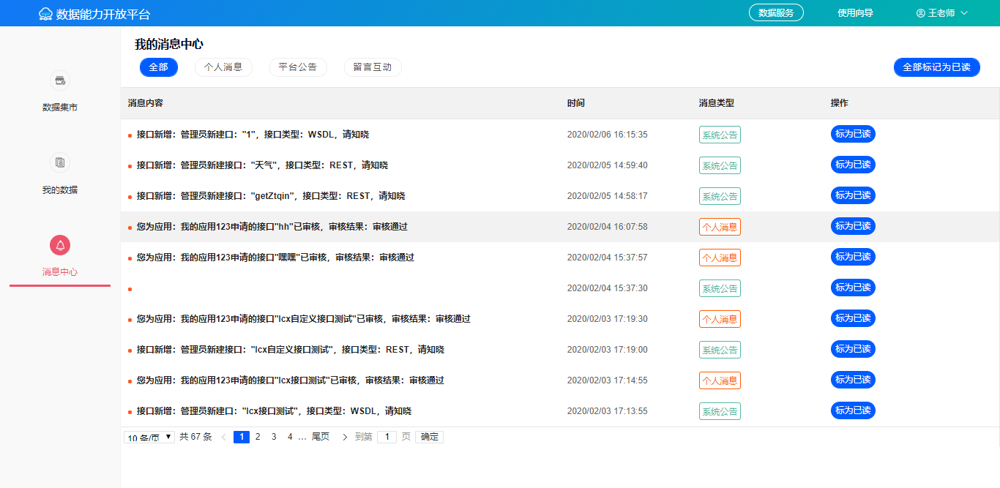 数据能力开放平台 数据服务 使用向导 王老师
我的消息中心
全部 个人消息 平台公告 留言互动 全部标记为已读
数据集市
我的数据
消息中心
消息内容 时间 消息类型 操作
接口新增：管理员新建口："1"，接口类型：WSDL，请知晓 2020/02/06 16:15:35 系统公告 标为已读
接口新增：管理员新建接口："天气"，接口类型：REST，请知晓 2020/02/05 14:59:40 系统公告 标为已读
接口新增：管理员新建接口："getZtqin"，接口类型：REST，请知晓 2020/02/05 14:58:17 系统公告 标为已读
您为应用：我的应用123申请的接口"hh"已审核，审核结果：审核通过 2020/02/04 16:07:58 个人消息 标为已读
您为应用：我的应用123申请的接口"嘿嘿"已审核，审核结果：审核通过 2020/02/04 15:37:57 个人消息 标为已读
2020/02/04 15:37:30 系统公告 标为已读
您为应用：我的应用123申请的接口"lcx自定义接口测试"已审核，审核结果：审核通过 2020/02/03 17:19:30 个人消息 标为已读
接口新增：管理员新建接口："lcx自定义接口测试"，接口类型：REST，请知晓 2020/02/03 17:19:00 系统公告 标为已读
您为应用：我的应用123申请的接口"lcx接口测试"已审核，审核结果：审核通过 2020/02/03 17:14:55 个人消息 标为已读
接口新增：管理员新建口："lcx接口测试"，接口类型：WSDL，请知晓 2020/02/03 17:13:55 系统公告 标为已读
10 条/页 共 67 条 1 2 3 4 … 尾页 到第 1 页 确定